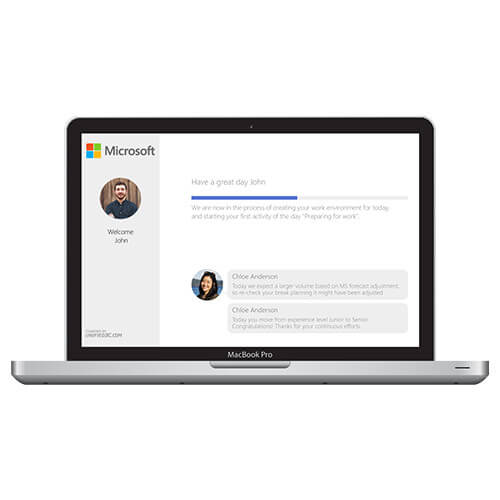 Microsoft
Welcome
John
POWERED BY
Have a great day John
We are now in the process of creating your work environment for today
and starting your first activity of the day "Preparing for work".
Chloe Anderson
Today we expect a larger volume based on MS forecast adjustment,
so re-check your break planning it might have been adjusted
Chloe Anderson
Today you move from experience level Junior to Senior
Congratulations! Thanks for your continuous efforts.
MacBook Pro